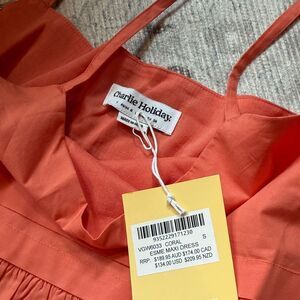 Charlie Holiday.
9352229171230
VGW6033 CORAL S
ESME MAXI DRESS
RRP. $189.95 AUD $174.00 CAD
$134.00 USD $209.95 NZD